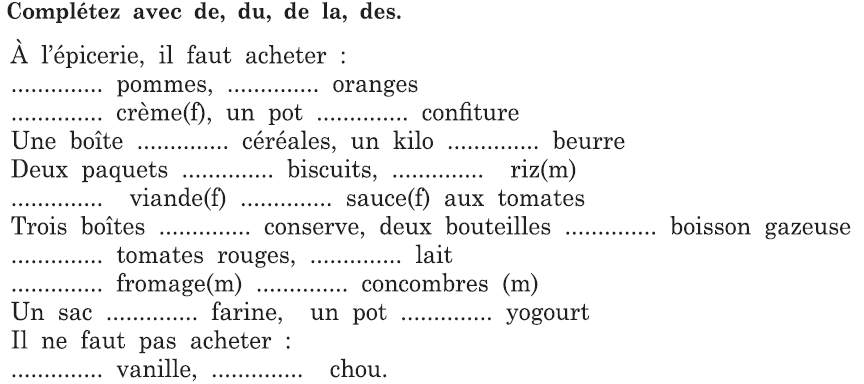 Complétez avec de, du, de la, des.
À l'épicerie, il faut acheter :
.............. pommes, .............. oranges
.............. crème(f), un pot .............. confiture
Une boîte .............. céréales, un kilo .............. beurre
Deux paquets .............. biscuits, .............. riz(m)
.............. viande(f) .............. sauce(f) aux tomates
Trois boîtes .............. conserve, deux bouteilles .............. boisson gazeuse
.............. tomates rouges, .............. lait
.............. fromage(m) .............. concombres (m)
Un sac .............. farine, un pot .............. yogourt
Il ne faut pas acheter :
.............. vanille, .............. chou.